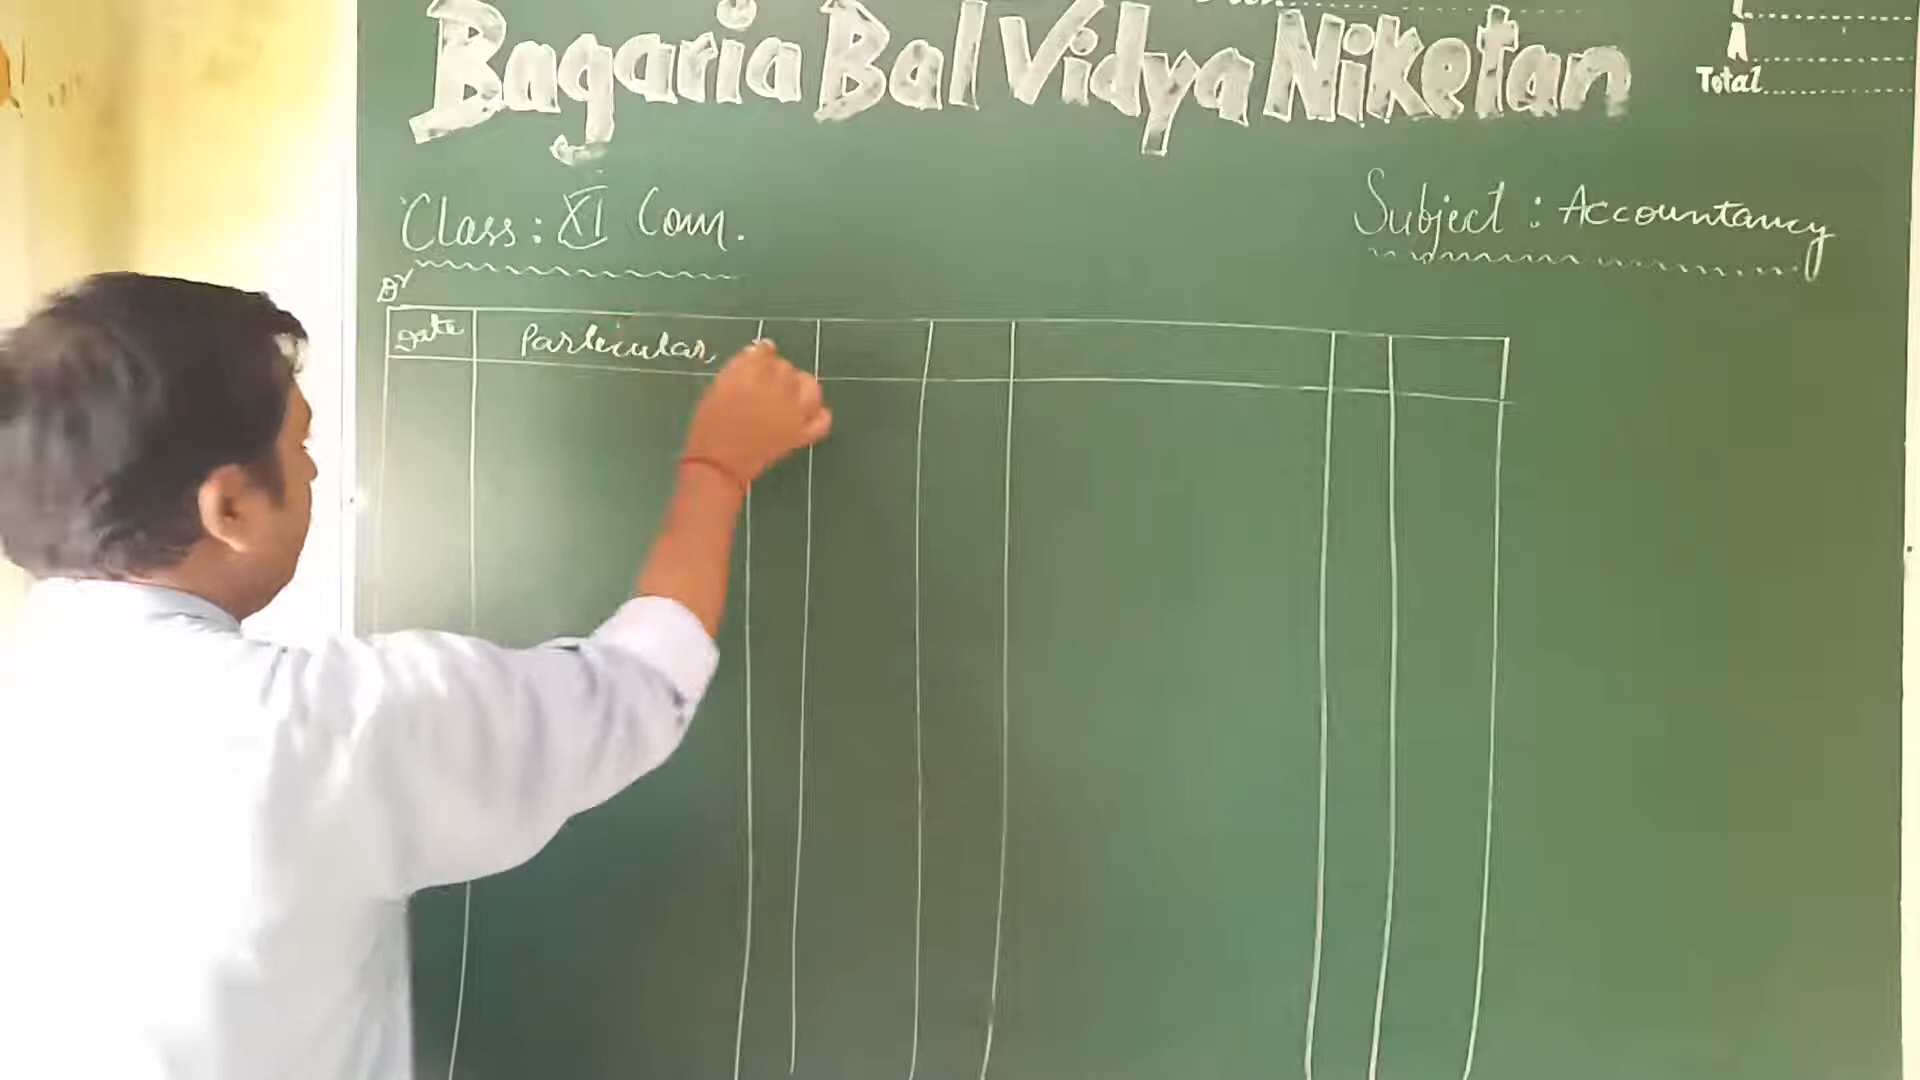 Bagaria Bal Vidya Niketan
A
Total
Class: XI Com.
Subject: Accountancy
Dr
Date Particular